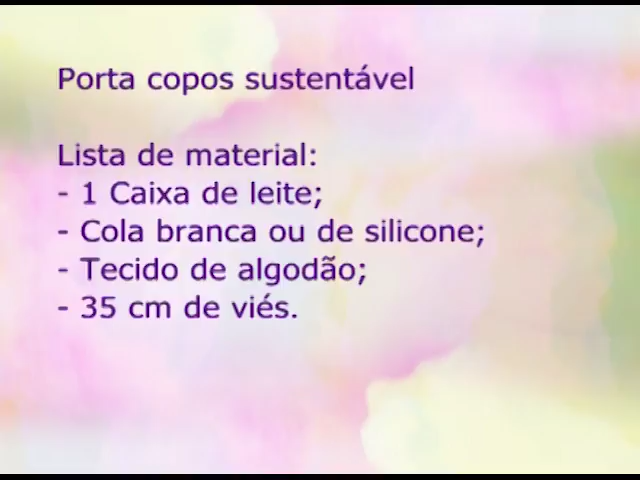 Porta copos sustentável
Lista de material:
- 1 Caixa de leite;
- Cola branca ou de silicone;
- Tecido de algodão;
- 35 cm de viés.